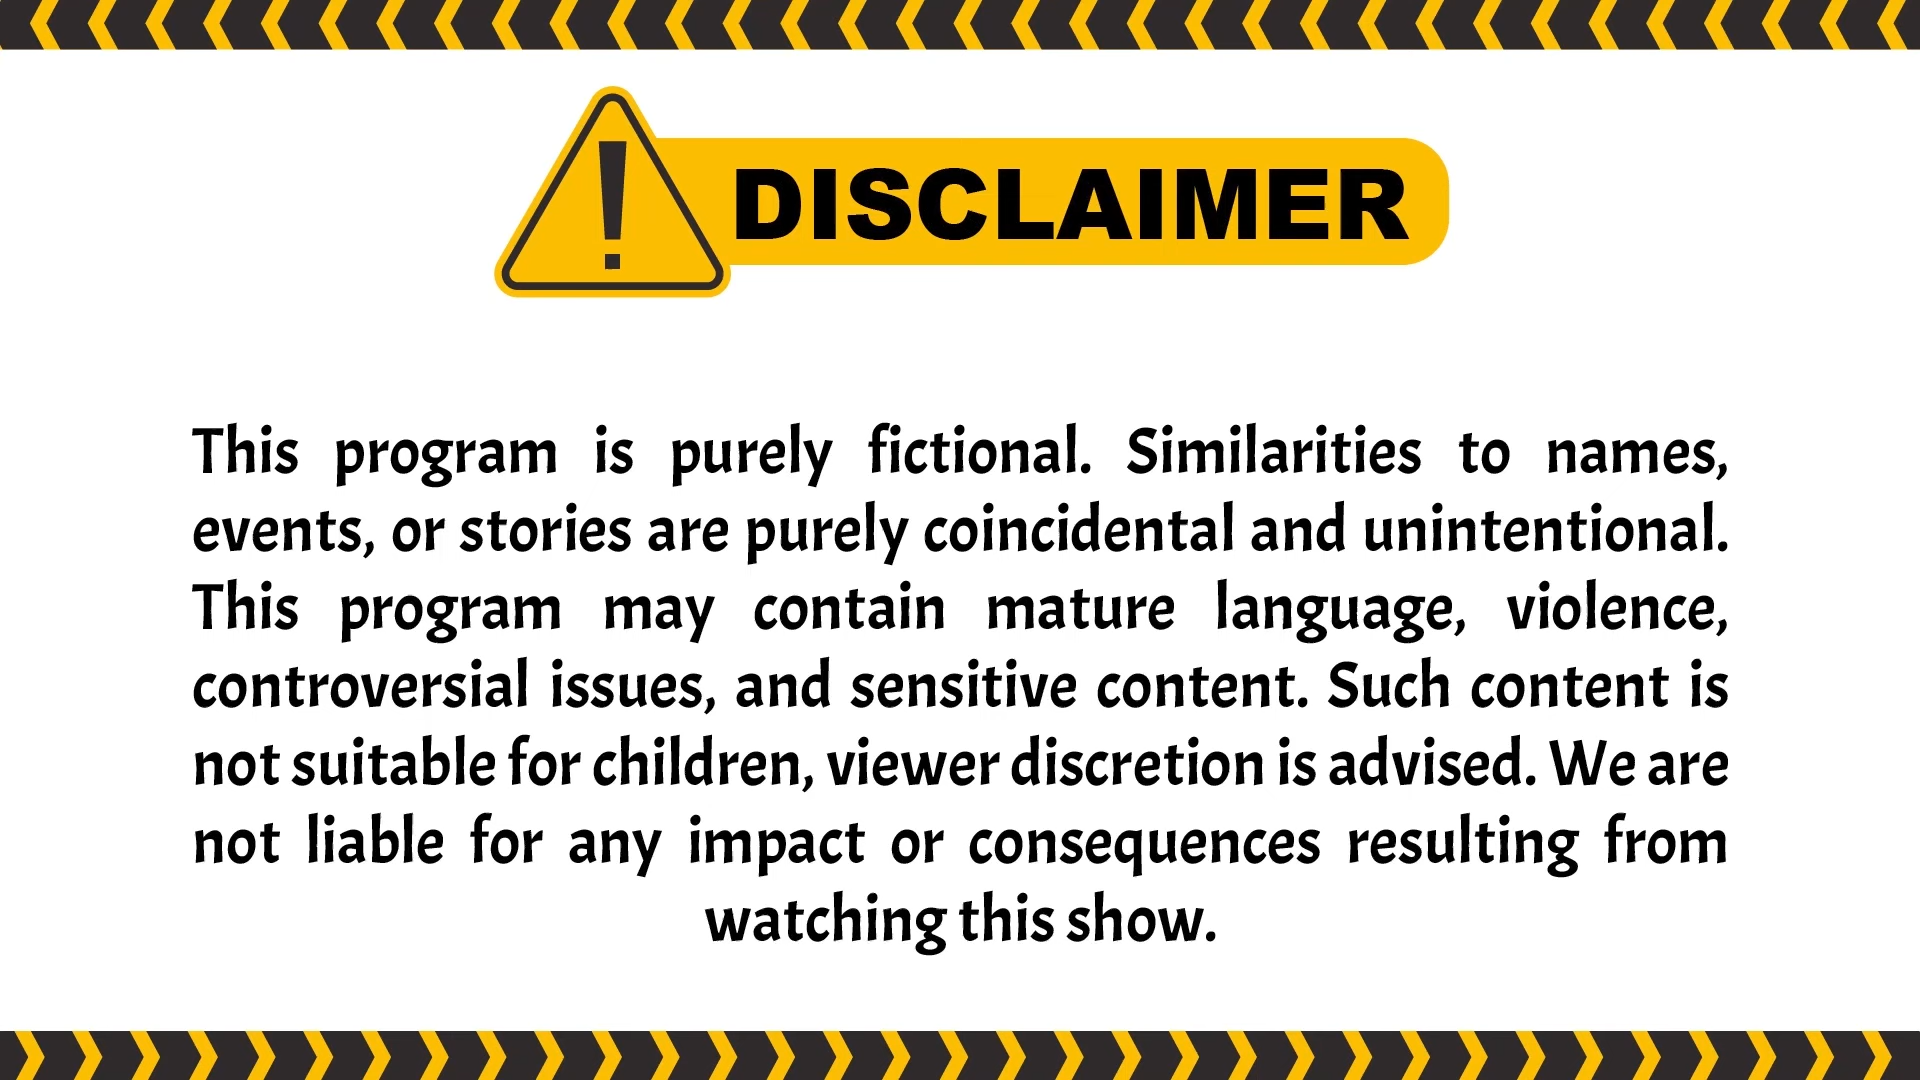 DISCLAIMER
This program is purely fictional. Similarities to names,
events, or stories are purely coincidental and unintentional.
This program may contain mature language, violence,
controversial issues, and sensitive content. Such content is
not suitable for children, viewer discretion is advised. We are
not liable for any impact or consequences resulting from
watching this show.